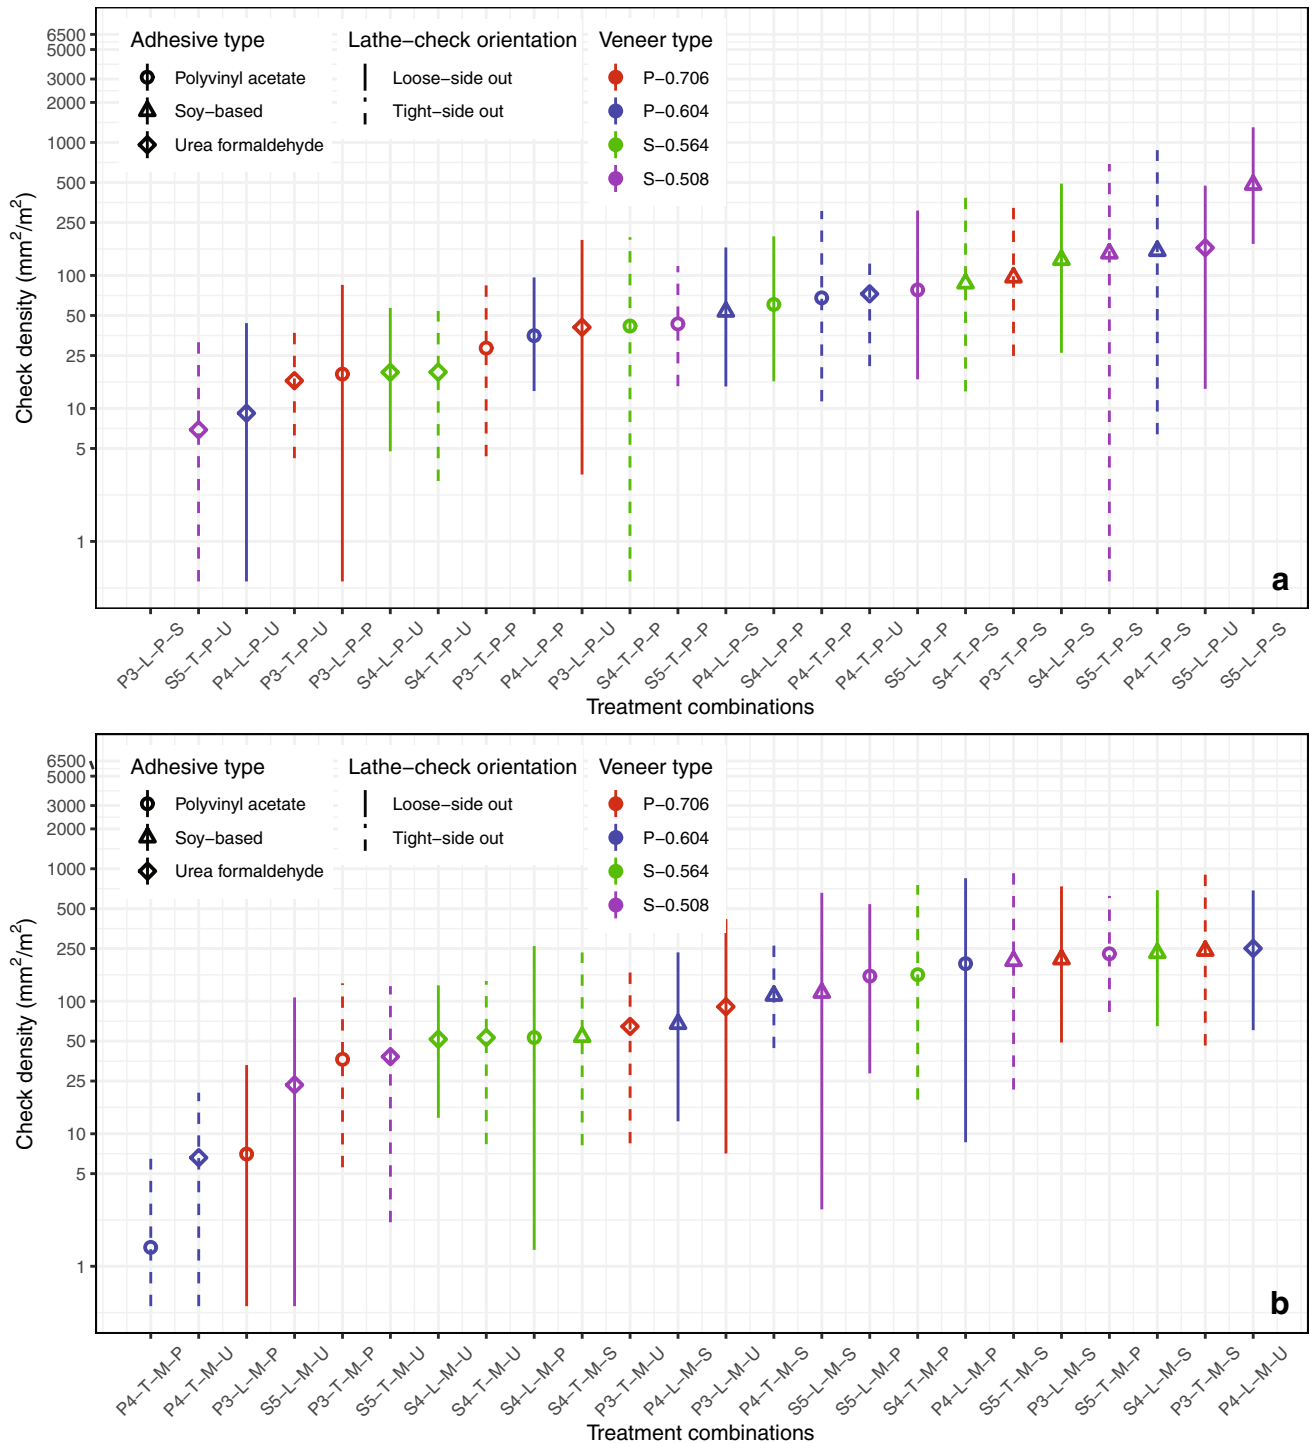 Adhesive type
Polyvinyl acetate
Soy−based
Urea formaldehyde
Lathe−check orientation
Loose−side out
Tight−side out
Veneer type
P−0.706
P−0.604
S−0.564
S−0.508
Check density (mm²/m²)
6500
5000
3000
2000
1000
500
250
100
50
25
10
5
1
a
P3−L−P−S
S5−T−P−U
P4−L−P−U
P3−T−P−U
P3−L−P−P
S4−L−P−U
S4−T−P−U
P3−T−P−P
P4−L−P−P
P3−L−P−U
S4−T−P−P
S5−T−P−P
P4−L−P−S
S4−L−P−P
P4−T−P−P
P4−T−P−U
S5−L−P−P
S4−T−P−S
P3−T−P−S
S4−L−P−S
S5−T−P−S
P4−T−P−S
S5−L−P−U
S5−L−P−S
Treatment combinations
Adhesive type
Polyvinyl acetate
Soy−based
Urea formaldehyde
Lathe−check orientation
Loose−side out
Tight−side out
Veneer type
P−0.706
P−0.604
S−0.564
S−0.508
Check density (mm²/m²)
6500
5000
3000
2000
1000
500
250
100
50
25
10
5
1
b
P4−T−M−P
P4−T−M−U
P3−L−M−P
S5−L−M−U
P3−T−M−P
S5−T−M−U
S4−L−M−U
S4−T−M−U
S4−L−M−P
S4−T−M−S
P3−T−M−U
P4−L−M−S
P3−L−M−U
P4−T−M−S
S5−L−M−S
S5−L−M−P
S4−T−M−P
P4−L−M−P
S5−T−M−S
P3−L−M−S
S5−T−M−P
S4−L−M−S
P3−T−M−S
P4−L−M−U
Treatment combinations